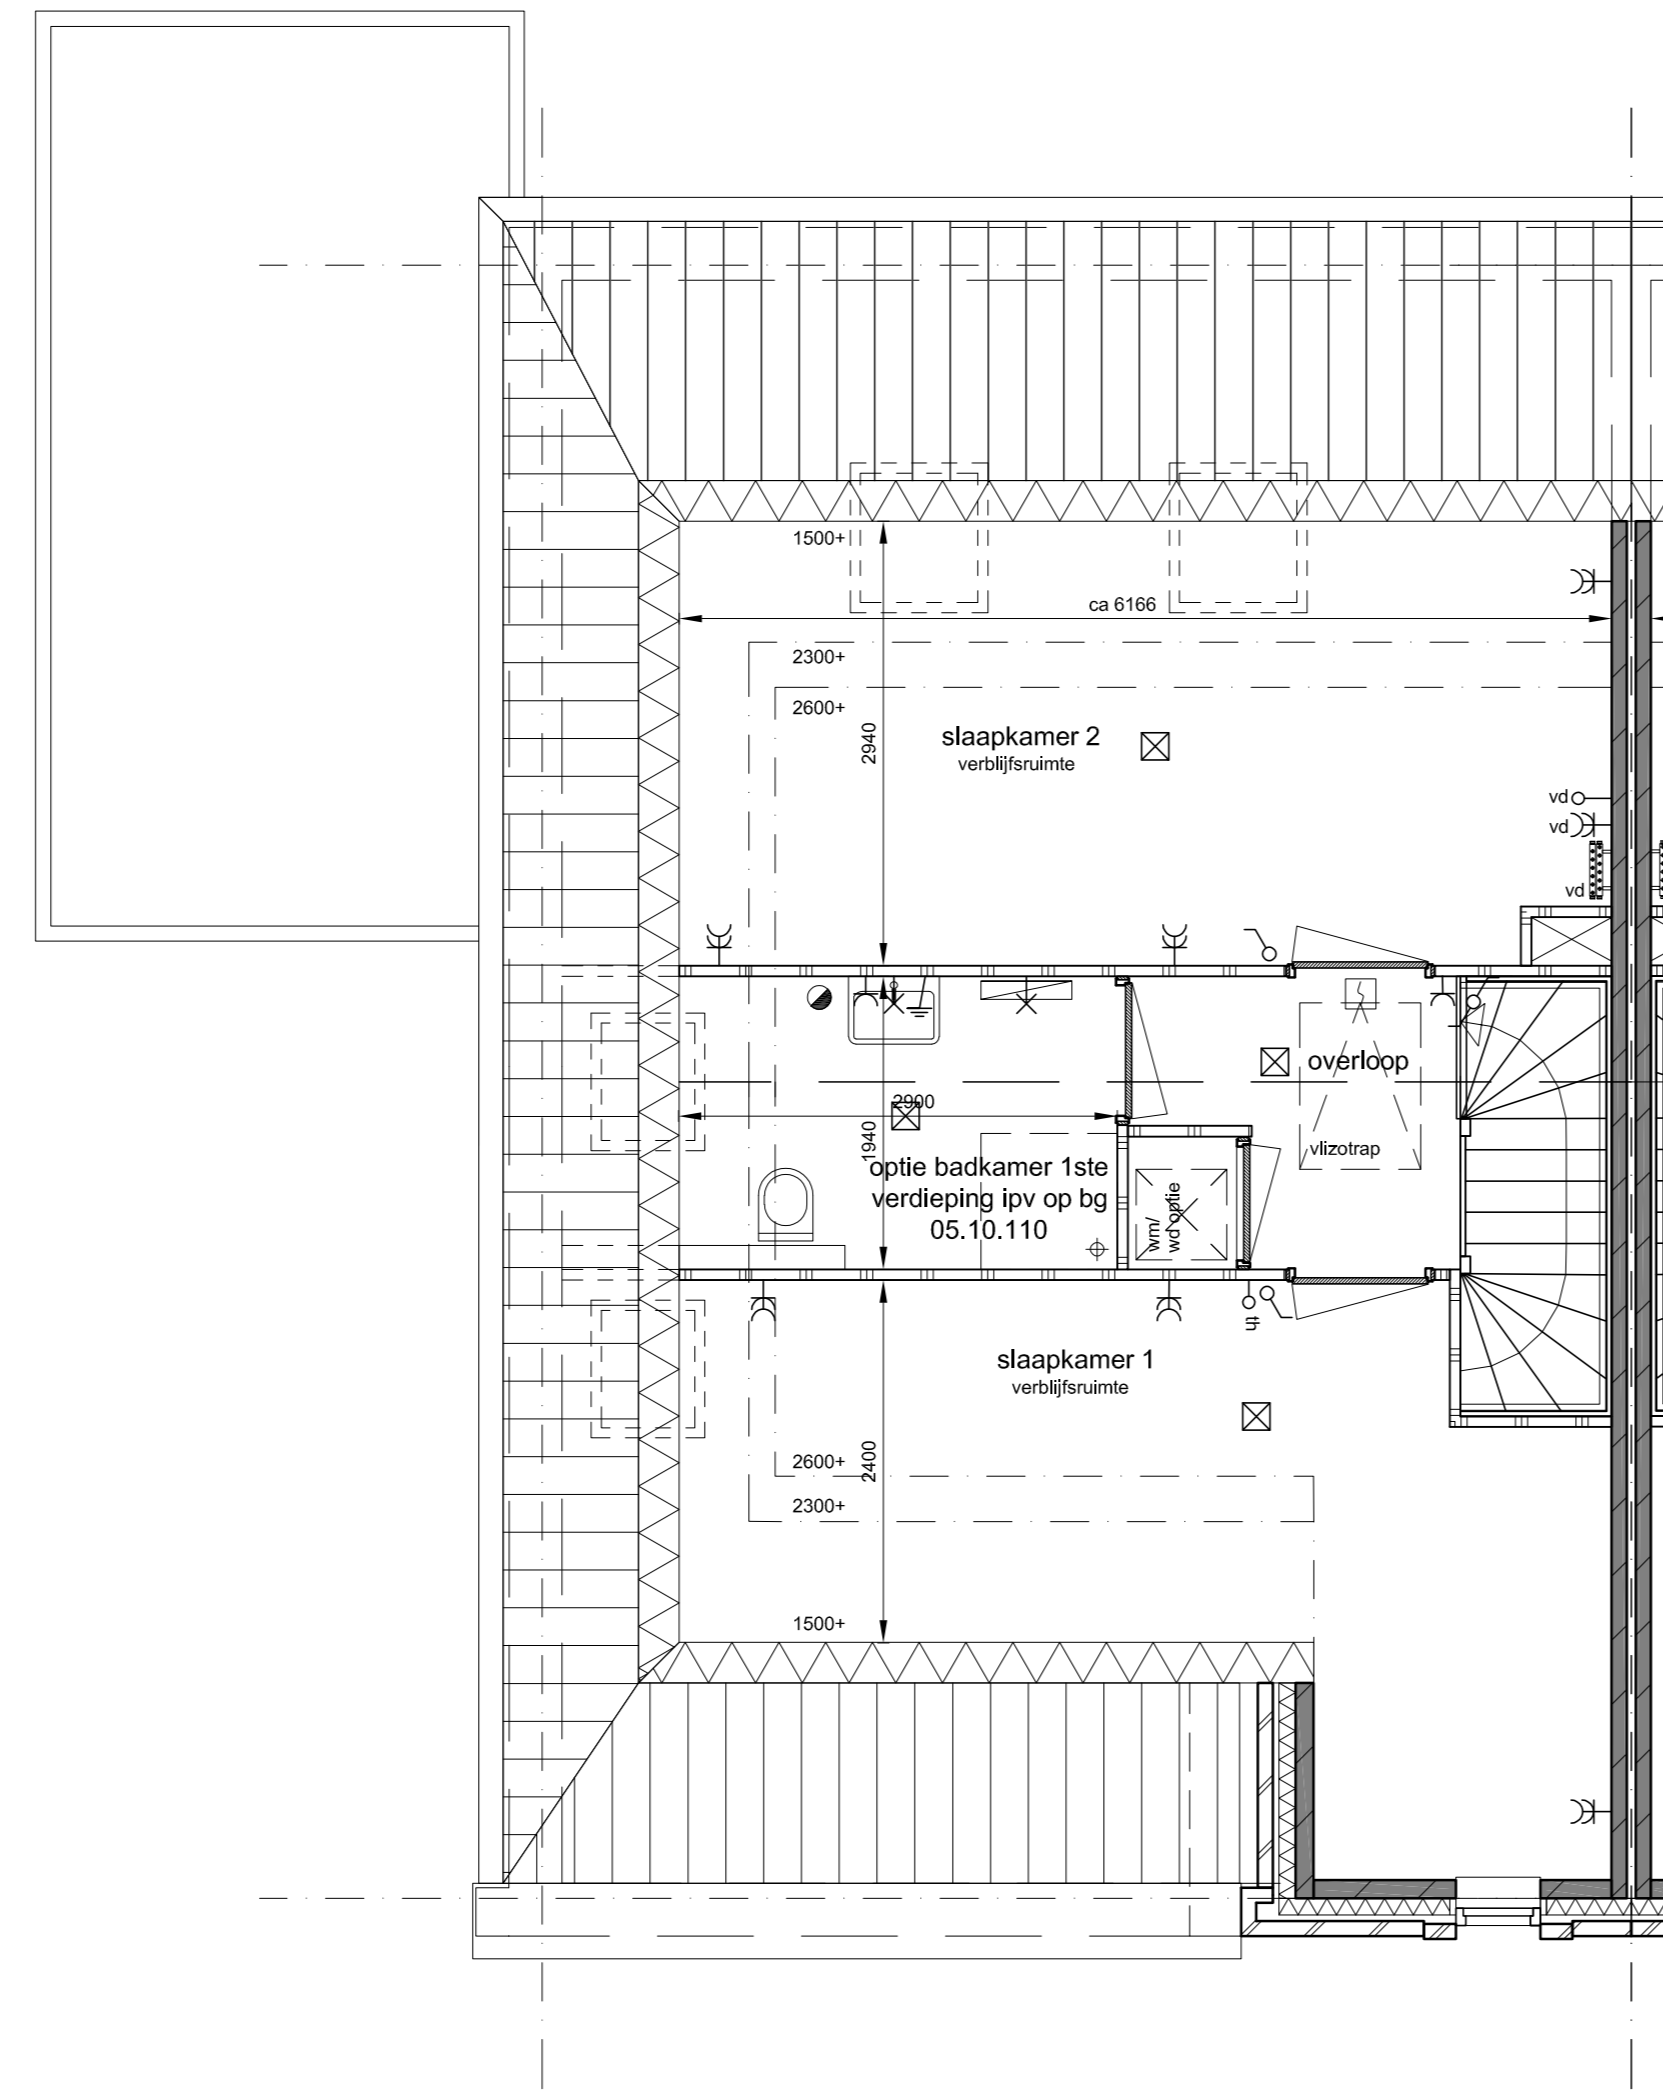 1500+
ca 6166
2300+
2600+
2940
slaapkamer 2
verblijfsruimte
vd
vd
vd
overloop
2900
1940
vlizotrap
optie badkamer 1ste
verdieping ipv op bg
05.10.110
wm/
wd optie
th
slaapkamer 1
verblijfsruimte
2600+
2400
2300+
1500+